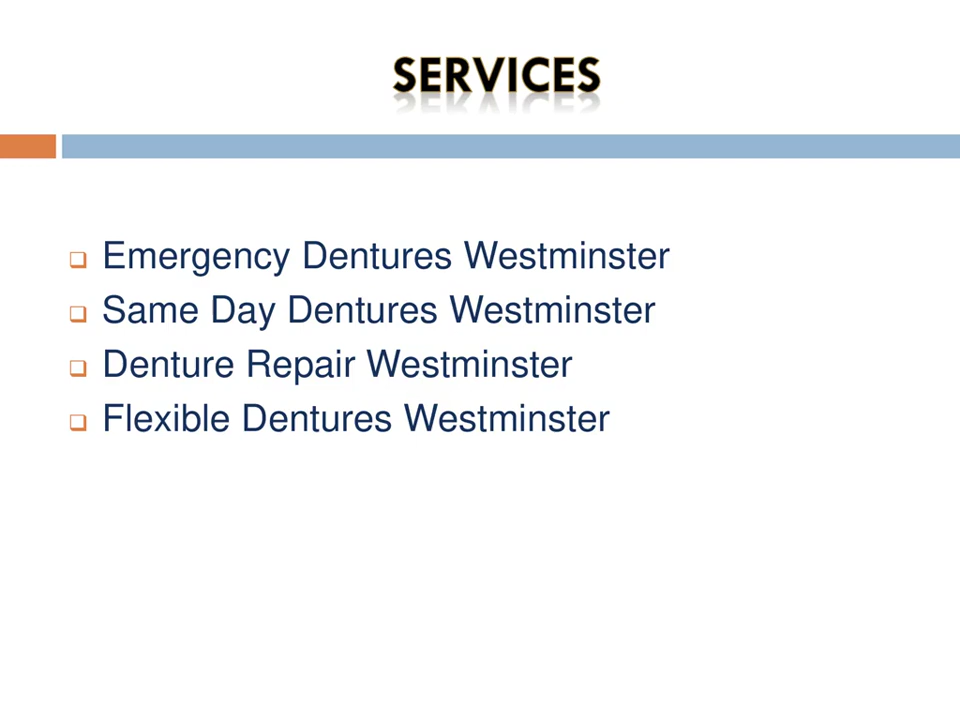 SERVICES
Emergency Dentures Westminster
Same Day Dentures Westminster
Denture Repair Westminster
Flexible Dentures Westminster